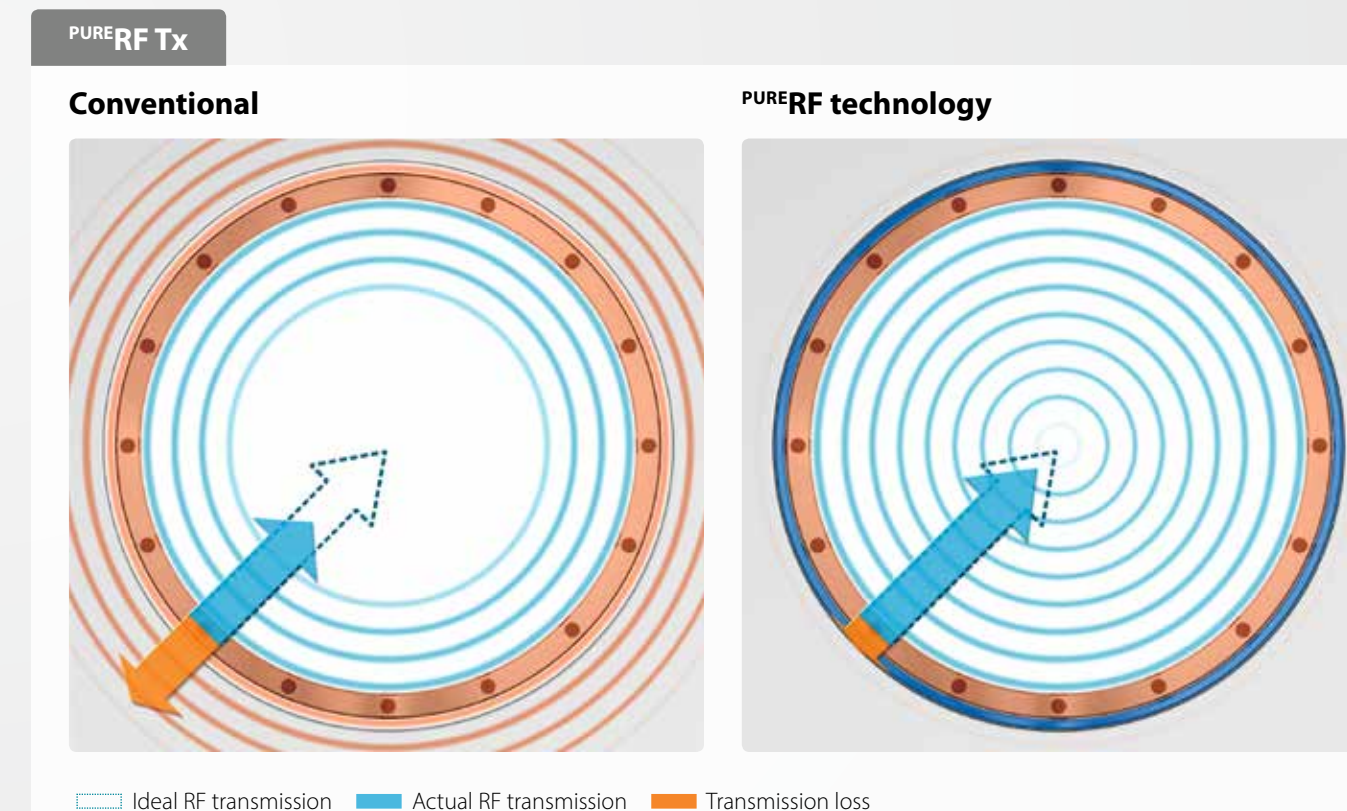 PURERF Tx
Conventional
PURERF technology
Ideal RF transmission
Actual RF transmission
Transmission loss